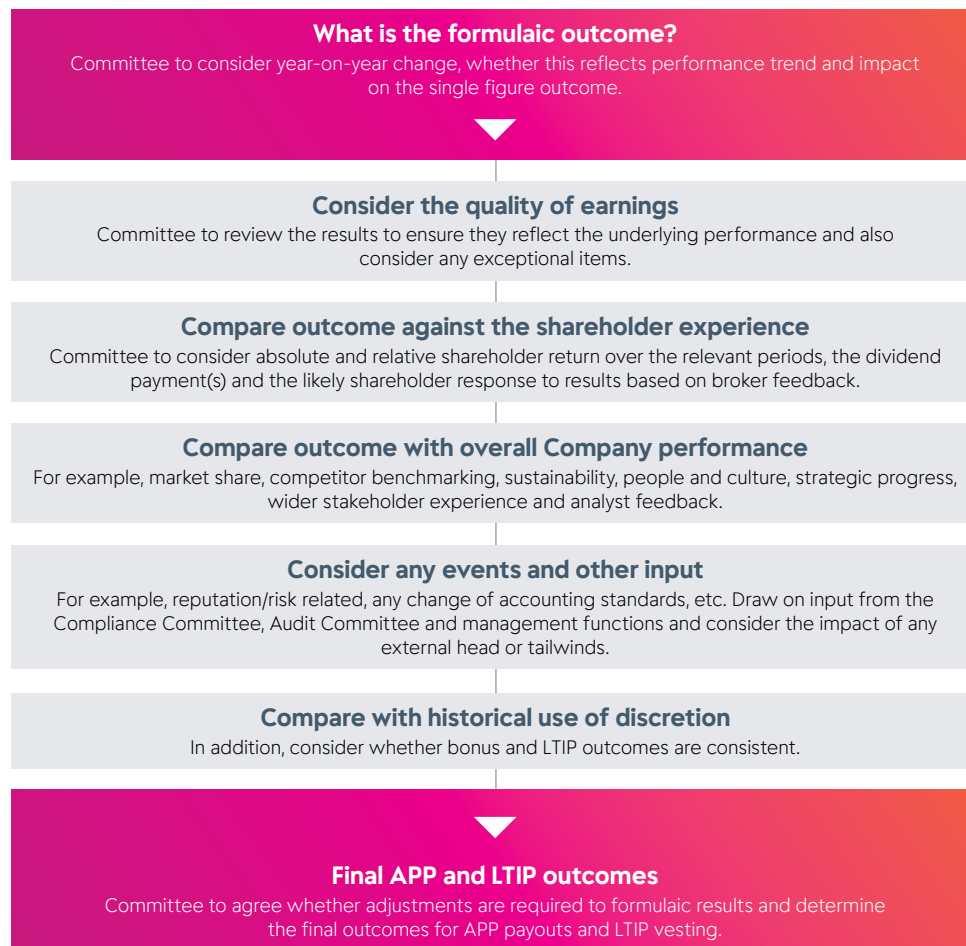 What is the formulaic outcome?
Committee to consider year-on-year change, whether this reflects performance trend and impact
on the single figure outcome.
Consider the quality of earnings
Committee to review the results to ensure they reflect the underlying performance and also
consider any exceptional items.
Compare outcome against the shareholder experience
Committee to consider absolute and relative shareholder return over the relevant periods, the dividend
payment(s) and the likely shareholder response to results based on broker feedback.
Compare outcome with overall Company performance
For example, market share, competitor benchmarking, sustainability, people and culture, strategic progress,
wider stakeholder experience and analyst feedback.
Consider any events and other input
For example, reputation/risk related, any change of accounting standards, etc. Draw on input from the
Compliance Committee, Audit Committee and management functions and consider the impact of any
external head or tailwinds.
Compare with historical use of discretion
In addition, consider whether bonus and LTIP outcomes are consistent.
Final APP and LTIP outcomes
Committee to agree whether adjustments are required to formulaic results and determine
the final outcomes for APP payouts and LTIP vesting.